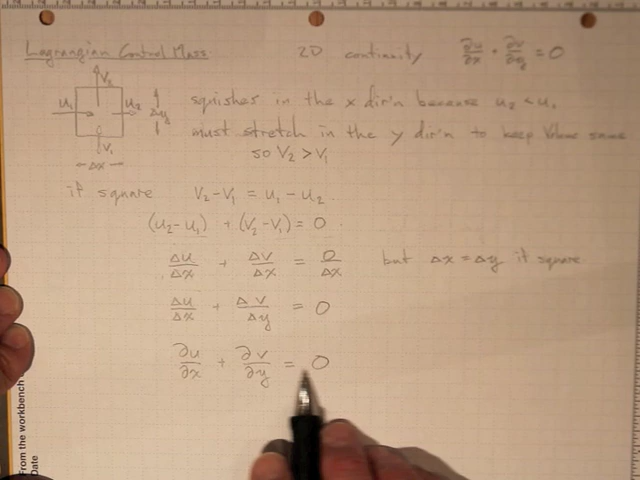 Lagrangian Control Mass 2D continuity ∂u/∂x + ∂v/∂y = 0
V₂
U₁ U₂ Δy
V₁
← Δx →
squishes in the x dir'n because u₂ < u₁
must stretch in the y dir'n to keep Volume same
so V₂ > V₁
if square V₂ - V₁ = u₁ - u₂
(u₂ - u₁) + (V₂ - V₁) = 0
Δu/Δx + ΔV/Δx = 0/Δx but Δx = Δy if square
Δu/Δx + ΔV/Δy = 0
∂u/∂x + ∂v/∂y = 0
From the workbench
Date